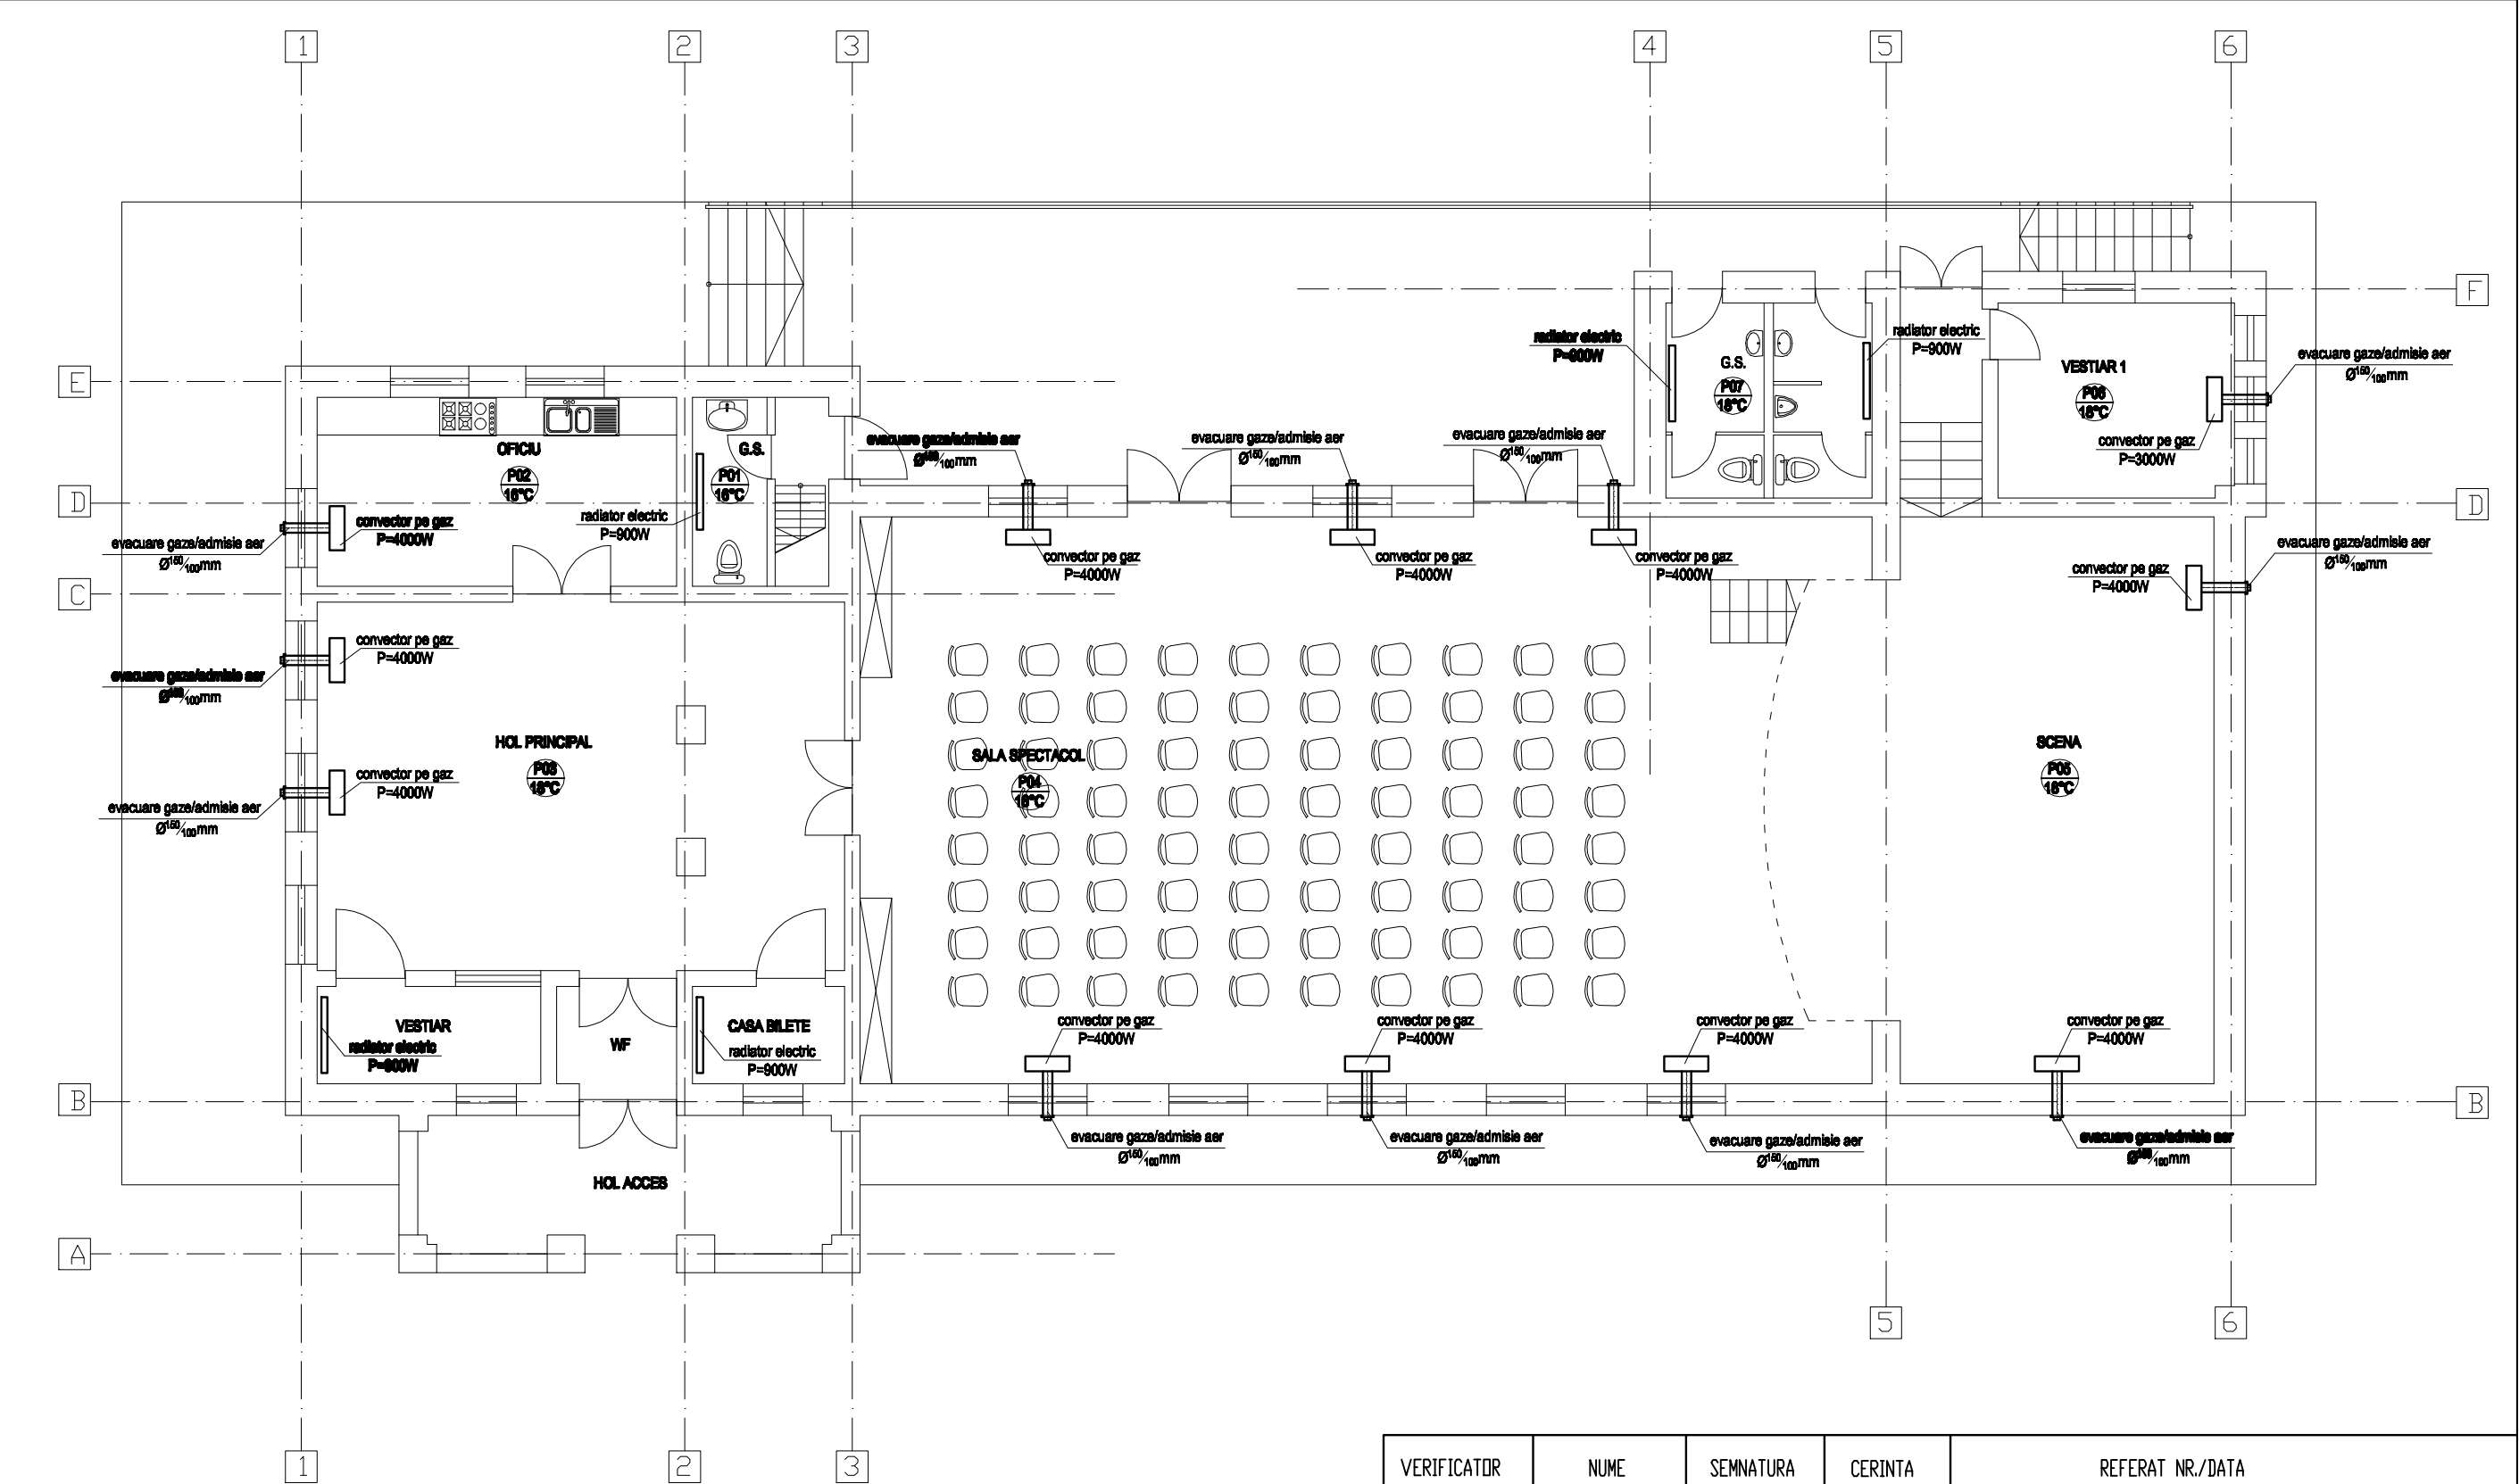 1
2
3
4
5
6
F
radiator electric
P=900W
radiator electric
P=900W
G.S.
P07
18°C
VESTIAR 1
P06
18°C
evacuare gaze/admisie aer
Ø150/100mm
convector pe gaz
P=3000W
E
OFICIU
P02
18°C
G.S.
P01
18°C
evacuare gaze/admisie aer
Ø150/100mm
evacuare gaze/admisie aer
Ø150/100mm
evacuare gaze/admisie aer
Ø150/100mm
D
D
convector pe gaz
P=4000W
evacuare gaze/admisie aer
Ø150/100mm
radiator electric
P=900W
convector pe gaz
P=4000W
convector pe gaz
P=4000W
convector pe gaz
P=4000W
convector pe gaz
P=4000W
evacuare gaze/admisie aer
Ø150/100mm
C
convector pe gaz
P=4000W
evacuare gaze/admisie aer
Ø150/100mm
HOL PRINCIPAL
P03
18°C
SALA SPECTACOL
P04
18°C
SCENA
P05
18°C
convector pe gaz
P=4000W
evacuare gaze/admisie aer
Ø150/100mm
VESTIAR
radiator electric
P=900W
WF
CASA BILETE
radiator electric
P=900W
convector pe gaz
P=4000W
convector pe gaz
P=4000W
convector pe gaz
P=4000W
convector pe gaz
P=4000W
B
B
evacuare gaze/admisie aer
Ø150/100mm
evacuare gaze/admisie aer
Ø150/100mm
evacuare gaze/admisie aer
Ø150/100mm
evacuare gaze/admisie aer
Ø150/100mm
HOL ACCES
A
5
6
1
2
3
VERIFICATOR NUME SEMNATURA CERINTA REFERAT NR./DATA